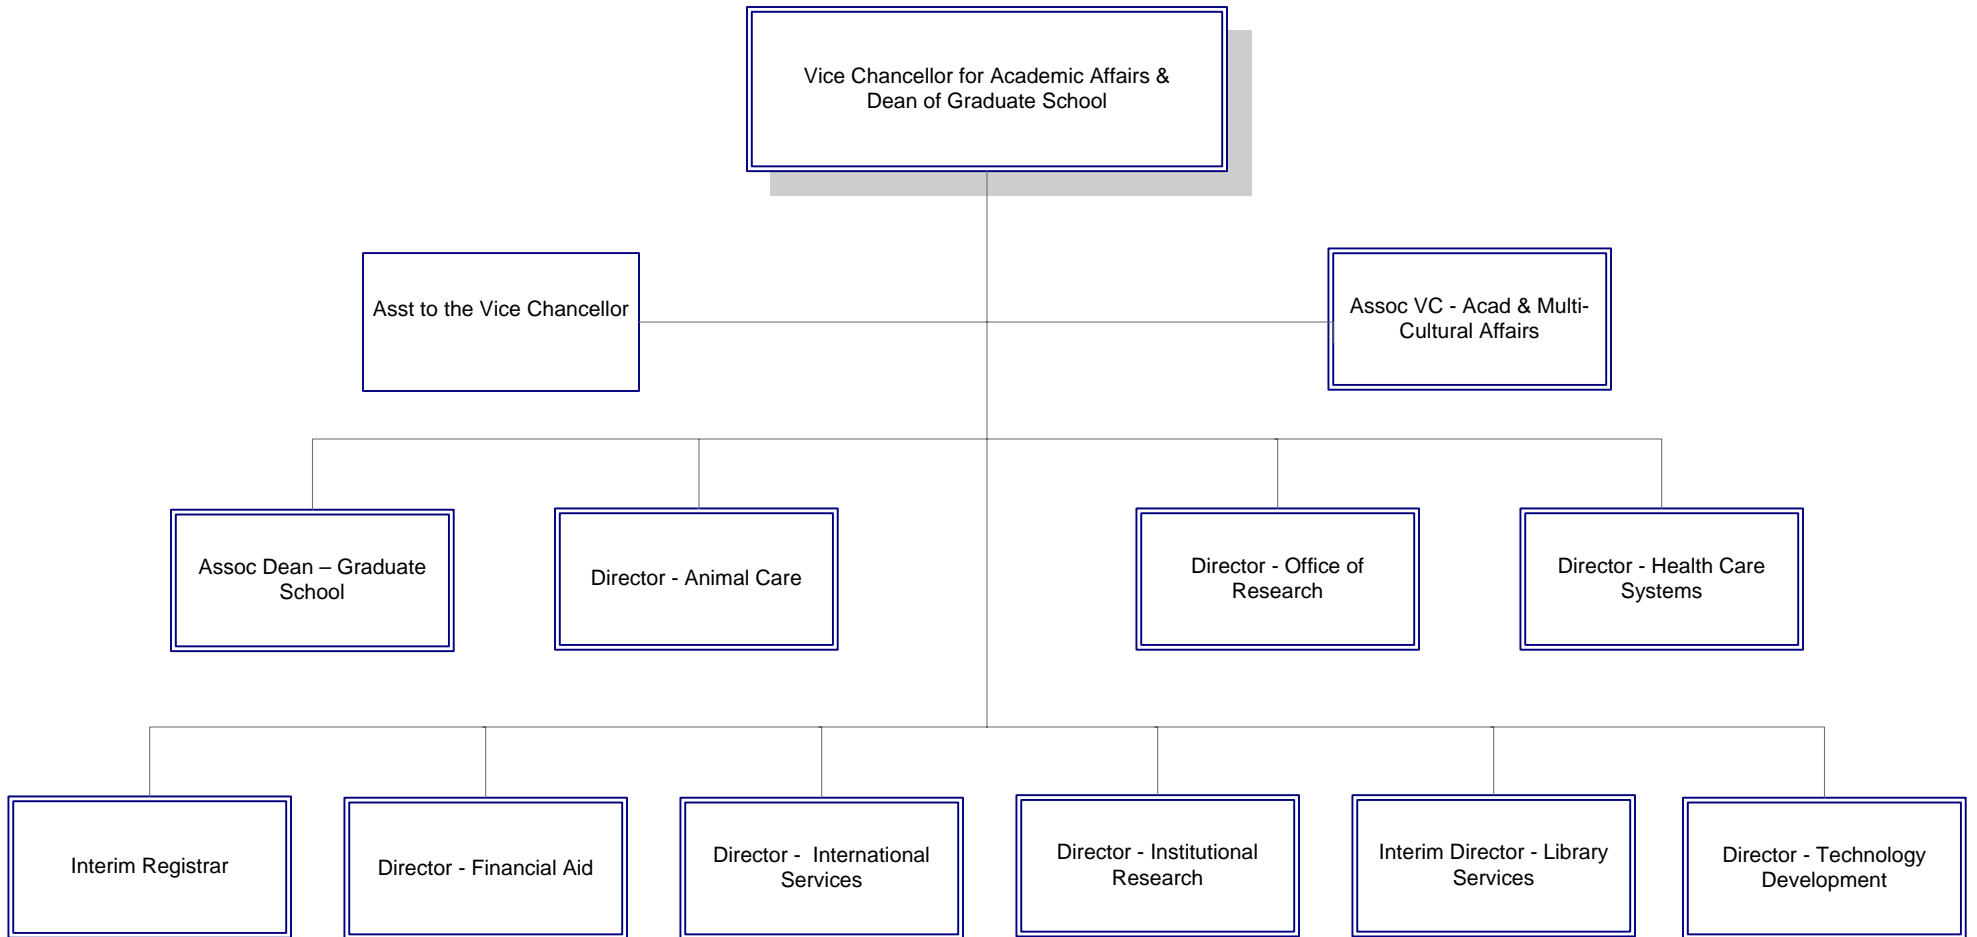 Vice Chancellor for Academic Affairs &
Dean of Graduate School
Asst to the Vice Chancellor
Assoc VC - Acad & Multi-
Cultural Affairs
Assoc Dean – Graduate
School
Director - Animal Care
Director - Office of
Research
Director - Health Care
Systems
Interim Registrar
Director - Financial Aid
Director -  International
Services
Director - Institutional
Research
Interim Director - Library
Services
Director - Technology
Development